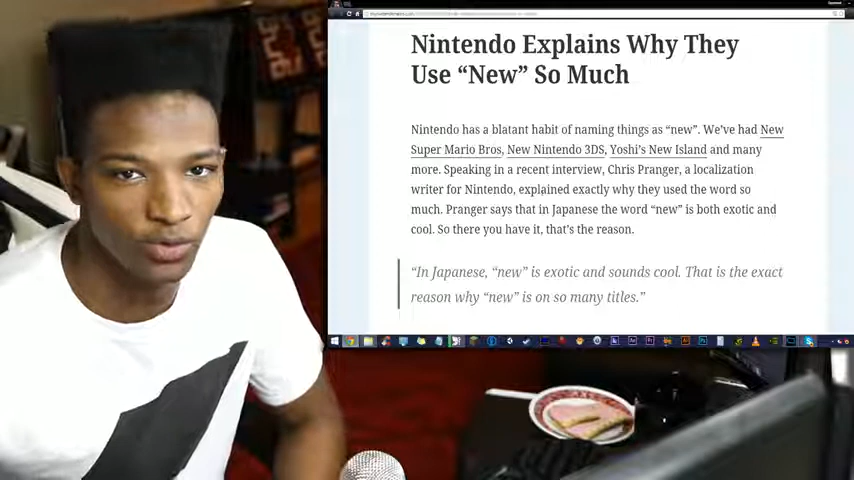 Nintendo Explains Why They
Use “New” So Much
Nintendo has a blatant habit of naming things as “new”. We’ve had New
Super Mario Bros, New Nintendo 3DS, Yoshi’s New Island and many
more. Speaking in a recent interview, Chris Pranger, a localization
writer for Nintendo, explained exactly why they used the word so
much. Pranger says that in Japanese the word “new” is both exotic and
cool. So there you have it, that’s the reason.
“In Japanese, “new” is exotic and sounds cool. That is the exact
reason why “new” is on so many titles.”